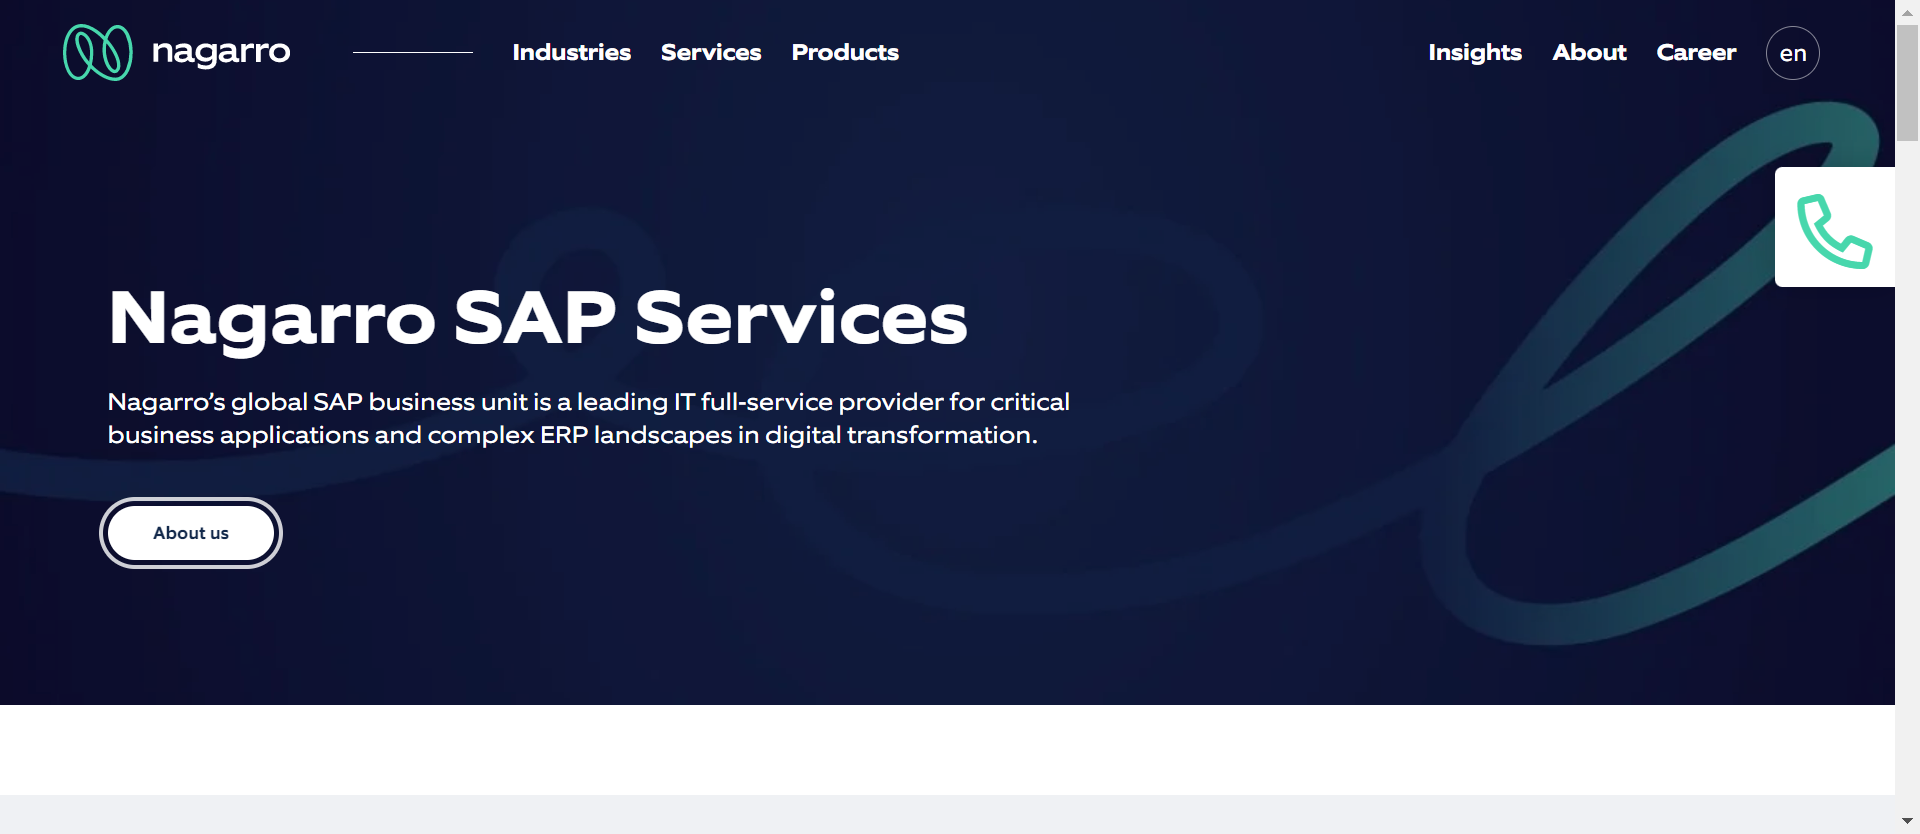 nagarro
Industries Services Products
Insights About Career en
Nagarro SAP Services
Nagarro’s global SAP business unit is a leading IT full-service provider for critical
business applications and complex ERP landscapes in digital transformation.
About us